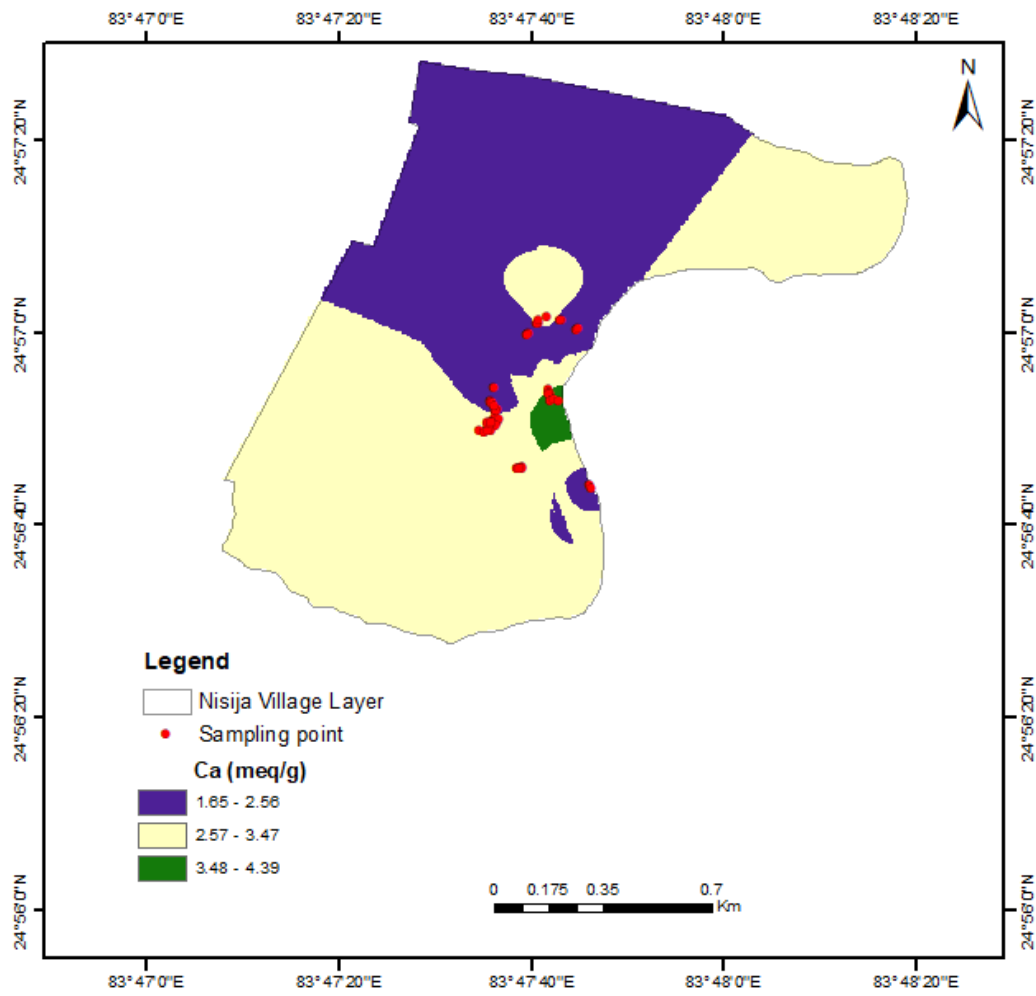 83°47'0"E 83°47'20"E 83°47'40"E 83°48'0"E 83°48'20"E
N
24°57'20"N 24°57'20"N
24°57'0"N 24°57'0"N
24°56'40"N 24°56'40"N
Legend
Nisija Village Layer
24°56'20"N 24°56'20"N
Sampling point
Ca (meq/g)
1.65 - 2.56
2.57 - 3.47
3.48 - 4.39
0 0.175 0.35 0.7
Km
24°56'0"N 24°56'0"N
83°47'0"E 83°47'20"E 83°47'40"E 83°48'0"E 83°48'20"E